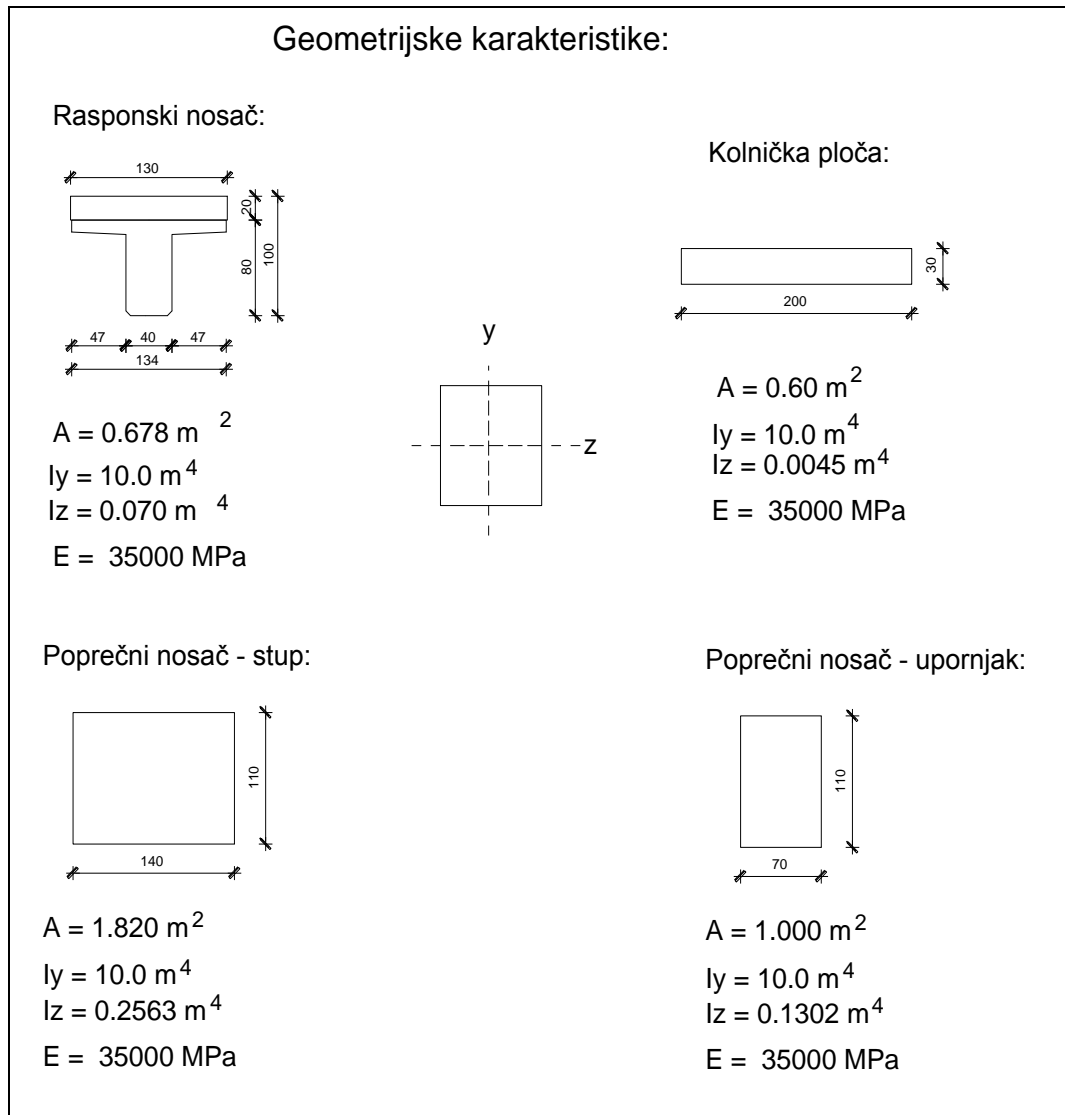 Geometrijske karakteristike:
Rasponski nosač:
130
20
80
100
47 40 47
134
A = 0.678 m 2
Iy = 10.0 m4
Iz = 0.070 m 4
E = 35000 MPa
y
z
Kolnička ploča:
30
200
A = 0.60 m2
Iy = 10.0 m4
Iz = 0.0045 m4
E = 35000 MPa
Poprečni nosač - stup:
110
140
A = 1.820 m2
Iy = 10.0 m4
Iz = 0.2563 m4
E = 35000 MPa
Poprečni nosač - upornjak:
110
70
A = 1.000 m2
Iy = 10.0 m4
Iz = 0.1302 m4
E = 35000 MPa